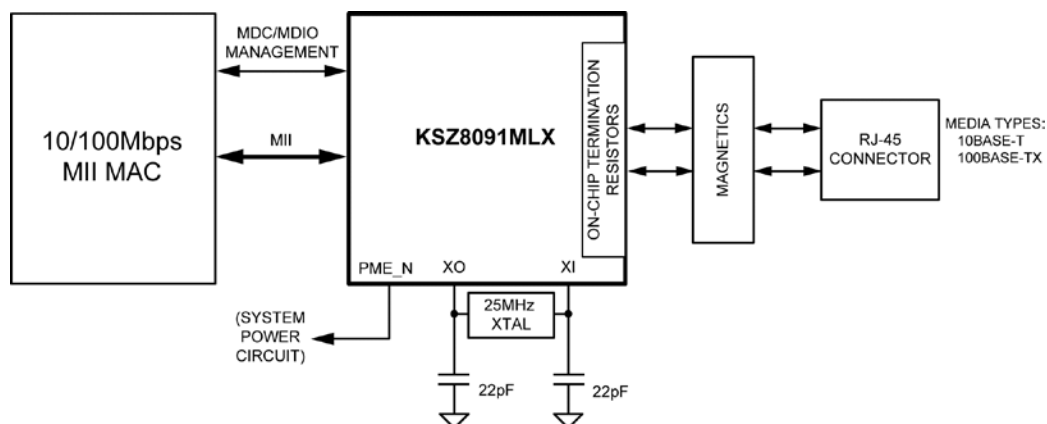 MDC/MDIO
MANAGEMENT
10/100Mbps
MII MAC
MII
KSZ8091MLX
ON-CHIP TERMINATION
RESISTORS
MAGNETICS
RJ-45
CONNECTOR
MEDIA TYPES:
10BASE-T
100BASE-TX
PME_N
XO
XI
(SYSTEM
POWER
CIRCUIT)
25MHz
XTAL
22pF
22pF